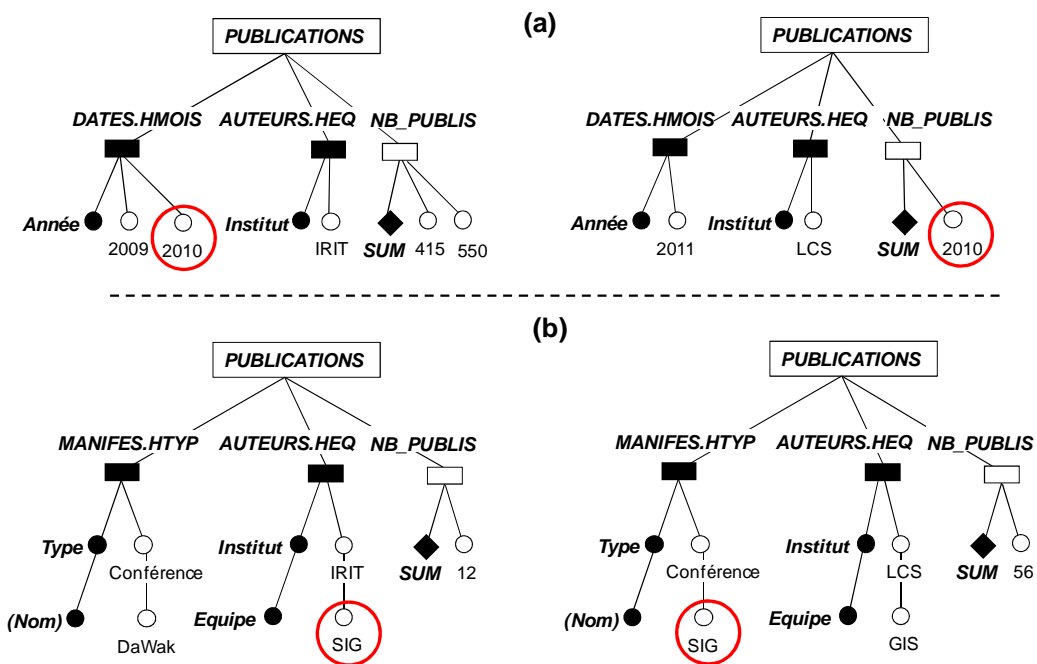 (a)
PUBLICATIONS PUBLICATIONS
DATES.HMOIS AUTEURS.HEQ NB_PUBLIS DATES.HMOIS AUTEURS.HEQ NB_PUBLIS
Année Institut Année Institut
2009 2010 IRIT SUM 415 550 2011 LCS SUM 2010
(b)
PUBLICATIONS PUBLICATIONS
MANIFES.HTYP AUTEURS.HEQ NB_PUBLIS MANIFES.HTYP AUTEURS.HEQ NB_PUBLIS
Type Institut Type Institut
Conférence IRIT SUM 12 Conférence LCS SUM 56
(Nom) Equipe (Nom) Equipe
DaWak SIG SIG GIS